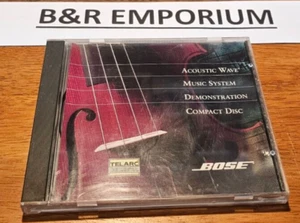 B&R EMPORIUM
ACOUSTIC WAVE®
MUSIC SYSTEM
DEMONSTRATION
COMPACT DISC
TELARC
BOSE